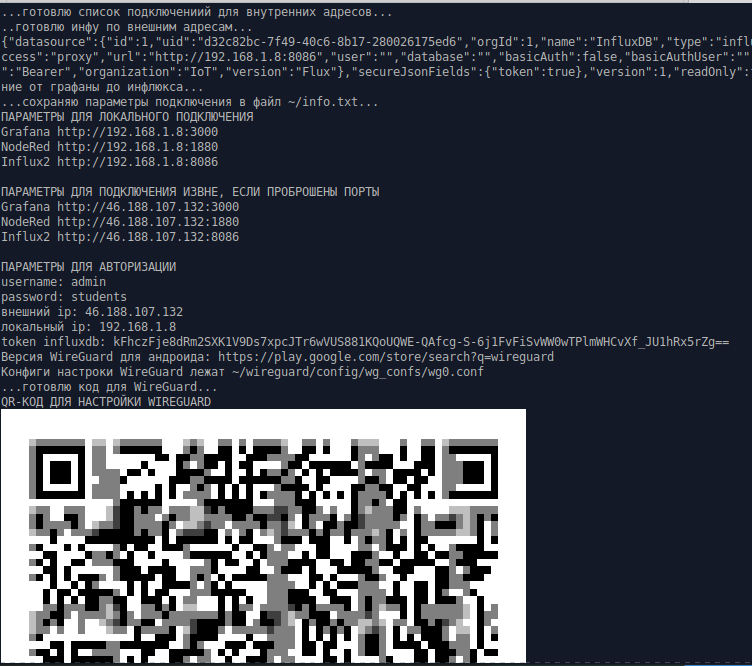 ...готовлю список подключениий для внутренних адресов...
..готовлю инфу по внешним адресам...
{"datasource":{"id":1,"uid":"d32c82bc-7f49-40c6-8b17-280026175ed6","orgId":1,"name":"InfluxDB","type":"influ
ccess":"proxy","url":"http://192.168.1.8:8086","user":"","database":"","basicAuth":false,"basicAuthUser":""
":"Bearer","organization":"IoT","version":"Flux"},"secureJsonFields":{"token":true},"version":1,"readOnly":
ние от графаны до инфлюкса...
...сохраняю параметры подключения в файл ~/info.txt...
ПАРАМЕТРЫ ДЛЯ ЛОКАЛЬНОГО ПОДКЛЮЧЕНИЯ
Grafana http://192.168.1.8:3000
NodeRed http://192.168.1.8:1880
Influx2 http://192.168.1.8:8086
ПАРАМЕТРЫ ДЛЯ ПОДКЛЮЧЕНИЯ ИЗВНЕ, ЕСЛИ ПРОБРОШЕНЫ ПОРТЫ
Grafana http://46.188.107.132:3000
NodeRed http://46.188.107.132:1880
Influx2 http://46.188.107.132:8086
ПАРАМЕТРЫ ДЛЯ АВТОРИЗАЦИИ
username: admin
password: students
внешний ip: 46.188.107.132
локальный ip: 192.168.1.8
token influxdb: kFhczFje8dRm2SXK1V9Ds7xpcJTr6wVUS881KQoUQWE-QAfcg-S-6j1FvFiSvWW0wTPlmWHCvXf_JU1hRx5rZg==
Версия WireGuard для андроида: https://play.google.com/store/search?q=wireguard
Конфиги настроки WireGuard лежат ~/wireguard/config/wg_confs/wg0.conf
...готовлю код для WireGuard...
QR-КОД ДЛЯ НАСТРОЙКИ WIREGUARD